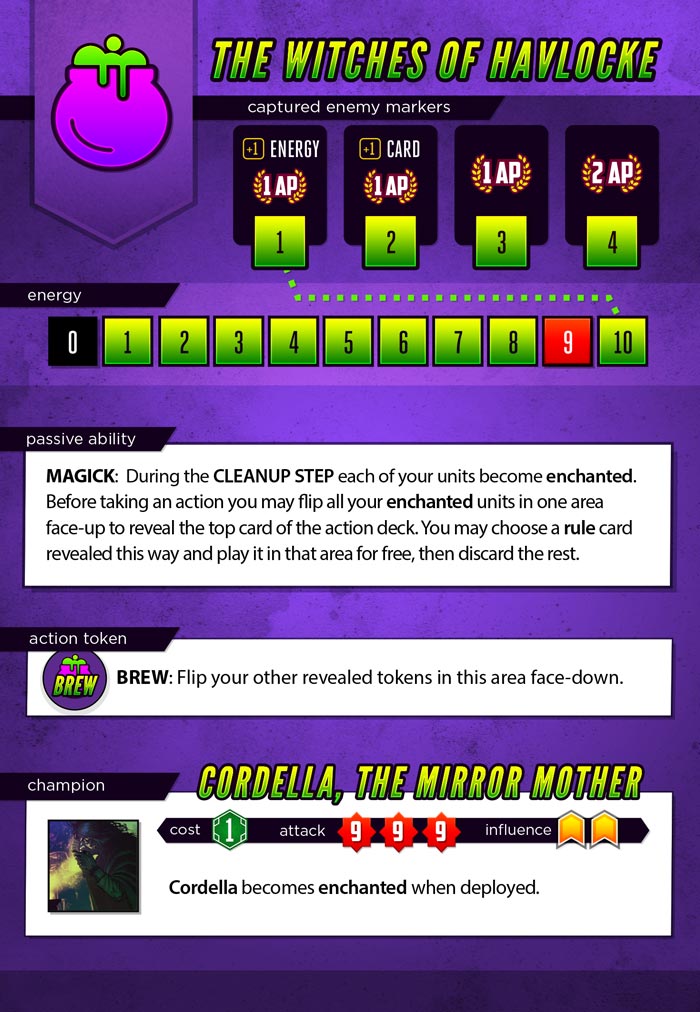 THE WITCHES OF HAVLOCKE
captured enemy markers
+1 ENERGY
+1 CARD
1 AP
1 AP
1 AP
2 AP
1 2 3 4
energy
0 1 2 3 4 5 6 7 8 9 10
passive ability
MAGICK: During the CLEANUP STEP each of your units become enchanted.
Before taking an action you may flip all your enchanted units in one area
face-up to reveal the top card of the action deck. You may choose a rule card
revealed this way and play it in that area for free, then discard the rest.
action token
BREW
BREW: Flip your other revealed tokens in this area face-down.
champion
CORDELLA, THE MIRROR MOTHER
cost 1 attack 9 9 9 influence
Cordella becomes enchanted when deployed.